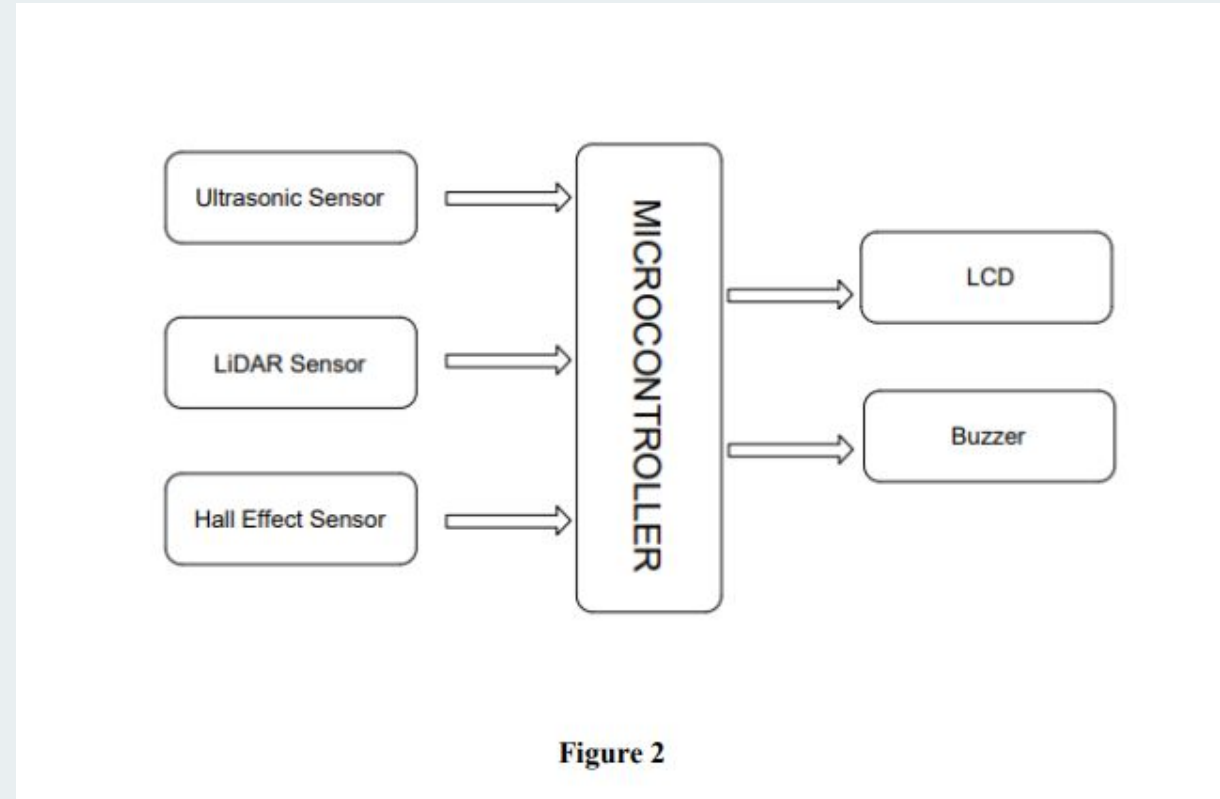 Ultrasonic Sensor
LiDAR Sensor
Hall Effect Sensor
MICROCONTROLLER
LCD
Buzzer
Figure 2